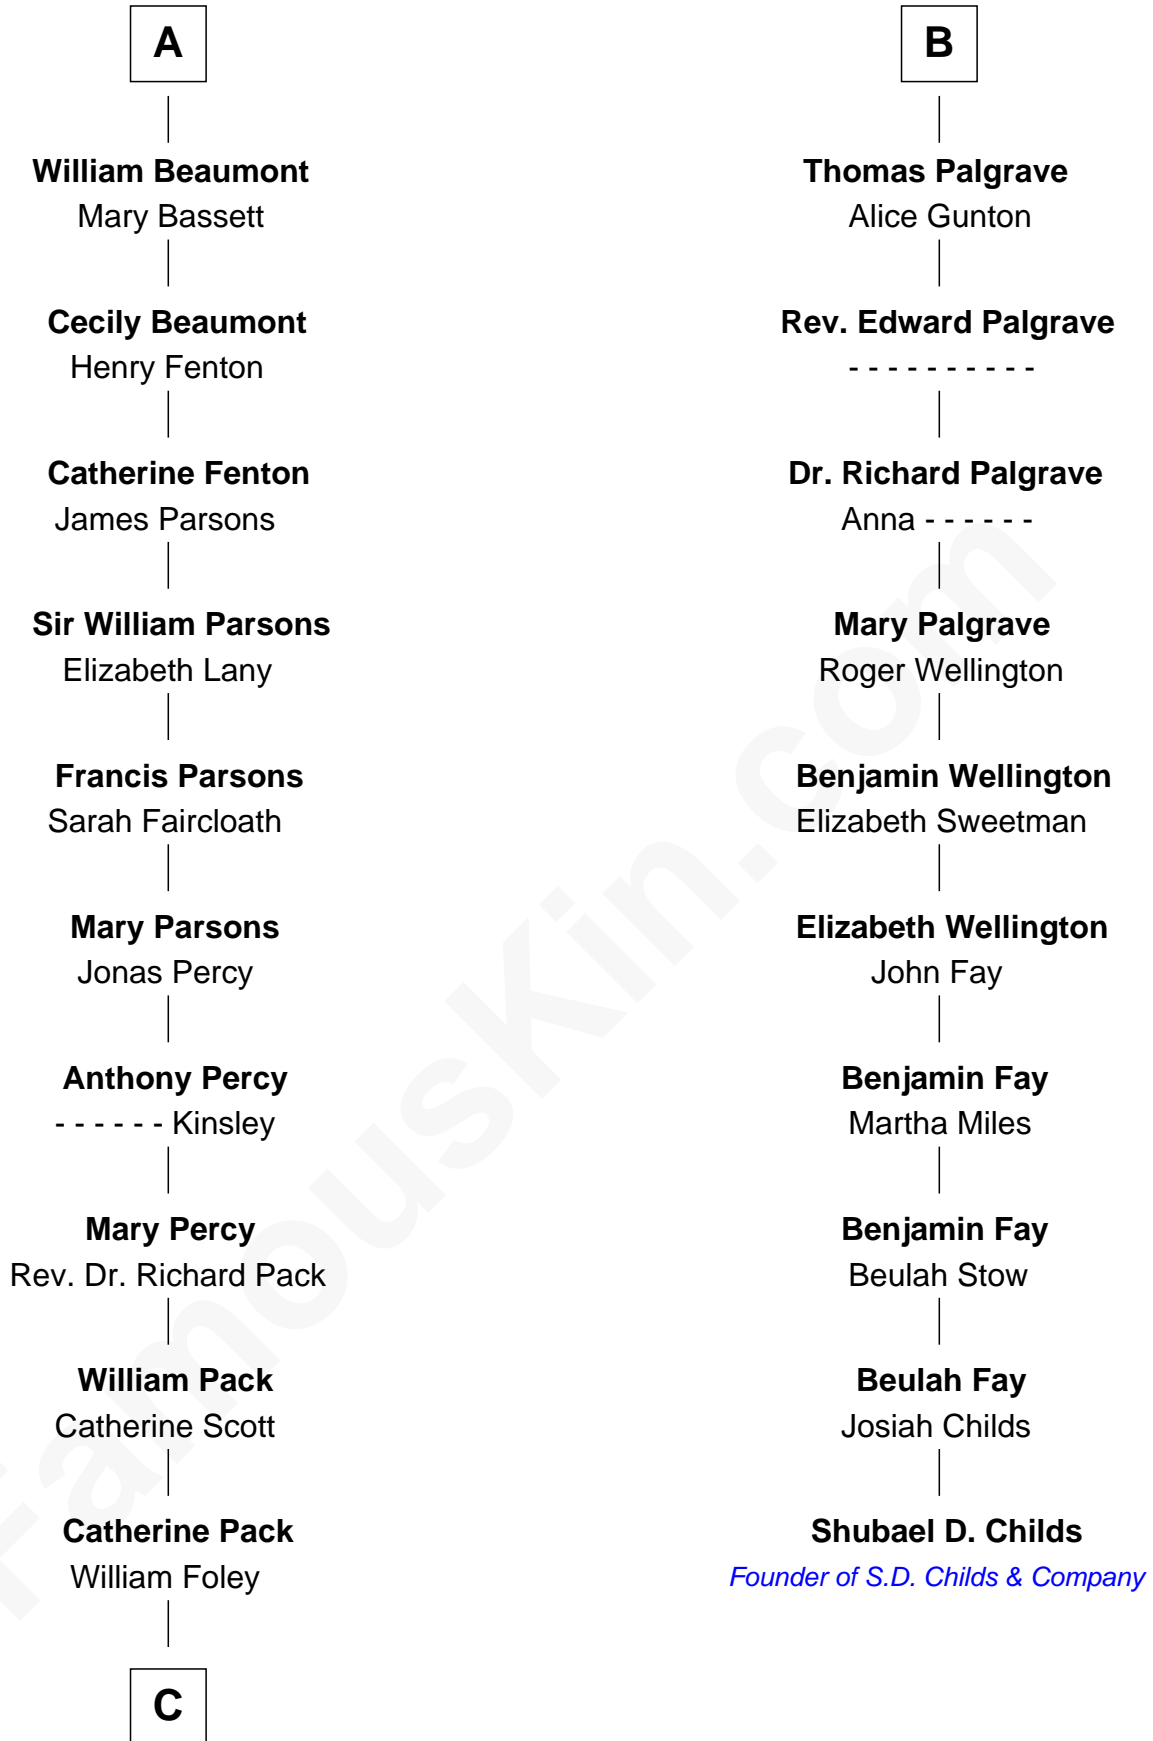 A
William Beaumont
Mary Bassett
Cecily Beaumont
Henry Fenton
Catherine Fenton
James Parsons
Sir William Parsons
Elizabeth Lany
Francis Parsons
Sarah Faircloath
Mary Parsons
Jonas Percy
Anthony Percy
- - - - - - Kinsley
Mary Percy
Rev. Dr. Richard Pack
William Pack
Catherine Scott
Catherine Pack
William Foley
C
B
Thomas Palgrave
Alice Gunton
Rev. Edward Palgrave
- - - - - - - - - -
Dr. Richard Palgrave
Anna - - - - - -
Mary Palgrave
Roger Wellington
Benjamin Wellington
Elizabeth Sweetman
Elizabeth Wellington
John Fay
Benjamin Fay
Martha Miles
Benjamin Fay
Beulah Stow
Beulah Fay
Josiah Childs
Shubael D. Childs
Founder of S.D. Childs & Company
FamousKin.com